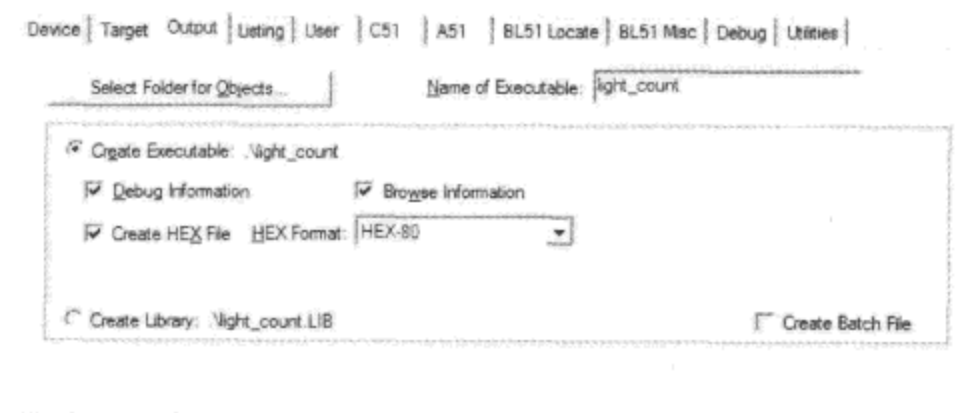 Device Target Output Listing User C51 A51 BL51 Locate BL51 Misc Debug Utilities
Select Folder for Objects... Name of Executable: light_count
Create Executable: .\light_count
Debug Information Browse Information
Create HEX File HEX Format: HEX-80
Create Library: .\light_count.LIB Create Batch File